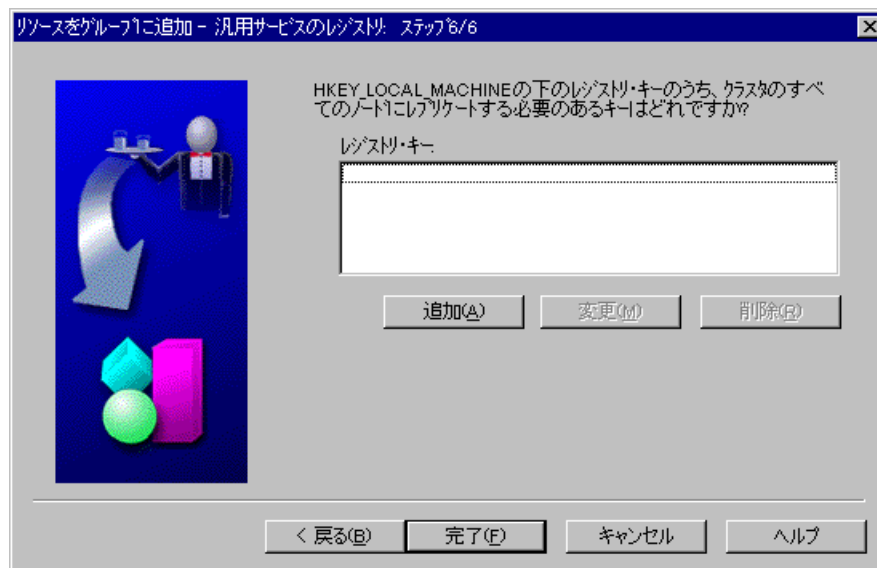 リソースをグループに追加 - 汎用サービスのレジストリ: ステップ6/6
HKEY_LOCAL_MACHINEの下のレジストリ・キーのうち、クラスタのすべ
てのノードにレプリケートする必要のあるキーはどれですか?
レジストリ・キー:
追加(A)
変更(M)
削除(R)
< 戻る(B)
完了(F)
キャンセル
ヘルプ